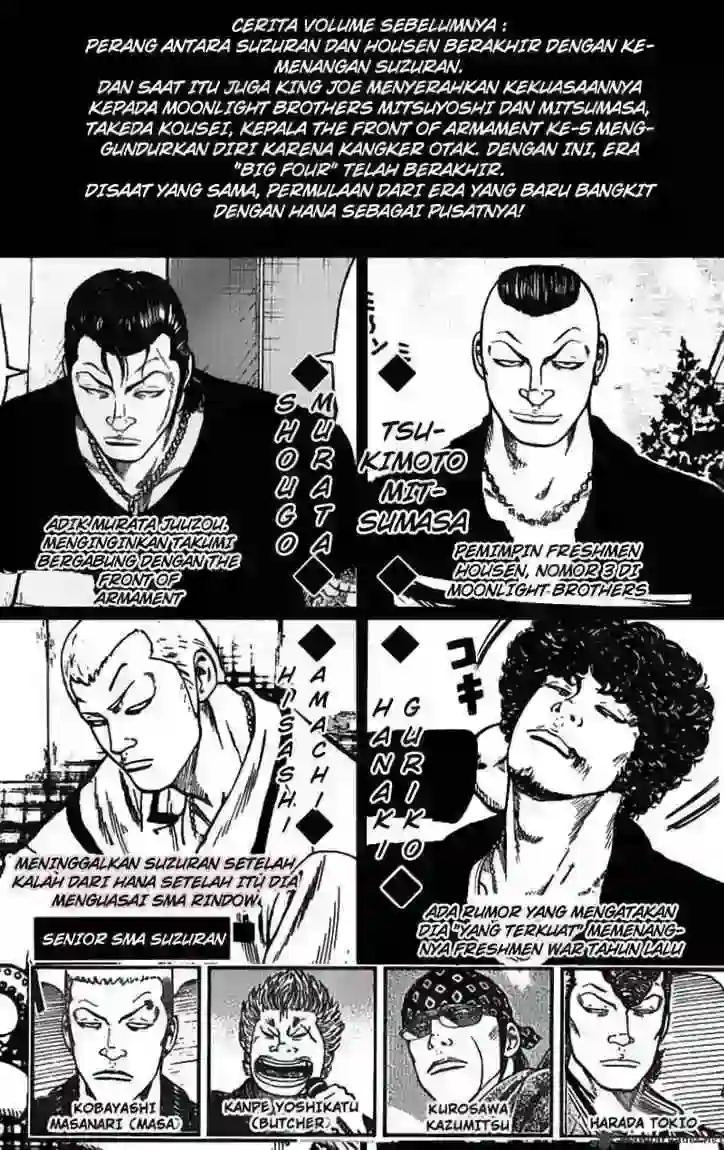 CERITA VOLUME SEBELUMNYA :
PERANG ANTARA SUZURAN DAN HOUSEN BERAKHIR DENGAN KE-
MENANGAN SUZURAN.
DAN SAAT ITU JUGA KING JOE MENYERAHKAN KEKUASAANNYA
KEPADA MOONLIGHT BROTHERS MITSUYOSHI DAN MITSUMASA,
TAKEDA KOUSEI, KEPALA THE FRONT OF ARMAMENT KE-5 MENG-
GUNDURKAN DIRI KARENA KANGKER OTAK. DENGAN INI, ERA
"BIG FOUR" TELAH BERAKHIR.
DISAAT YANG SAMA, PERMULAAN DARI ERA YANG BARU BANGKIT
DENGAN HANA SEBAGAI PUSATNYA!
MURATA
SHOUGO
ADIK MURATA JUUZOU.
MENGINGINKAN TAKUMI
BERGABUNG DENGAN THE
FRONT OF
ARMAMENT
TSU-
KIMOTO
MIT-
SUMASA
PEMIMPIN FRESHMEN
HOUSEN, NOMOR 3 DI
MOONLIGHT BROTHERS
AMACHI
HISASHI
MENINGGALKAN SUZURAN SETELAH
KALAH DARI HANA SETELAH ITU DIA
MENGUASAI SMA RINDOW.
コキ
GURIKO
HANAKI
ADA RUMOR YANG MENGATAKAN
DIA "YANG TERKUAT" MEMENANG-
NYA FRESHMEN WAR TAHUN LALU
SENIOR SMA SUZURAN
KOBAYASHI
MASANARI (MASA)
KANPE YOSHIKATU
(BUTCHER)
KUROSAWA
KAZUMITSU
HARADA TOKIO